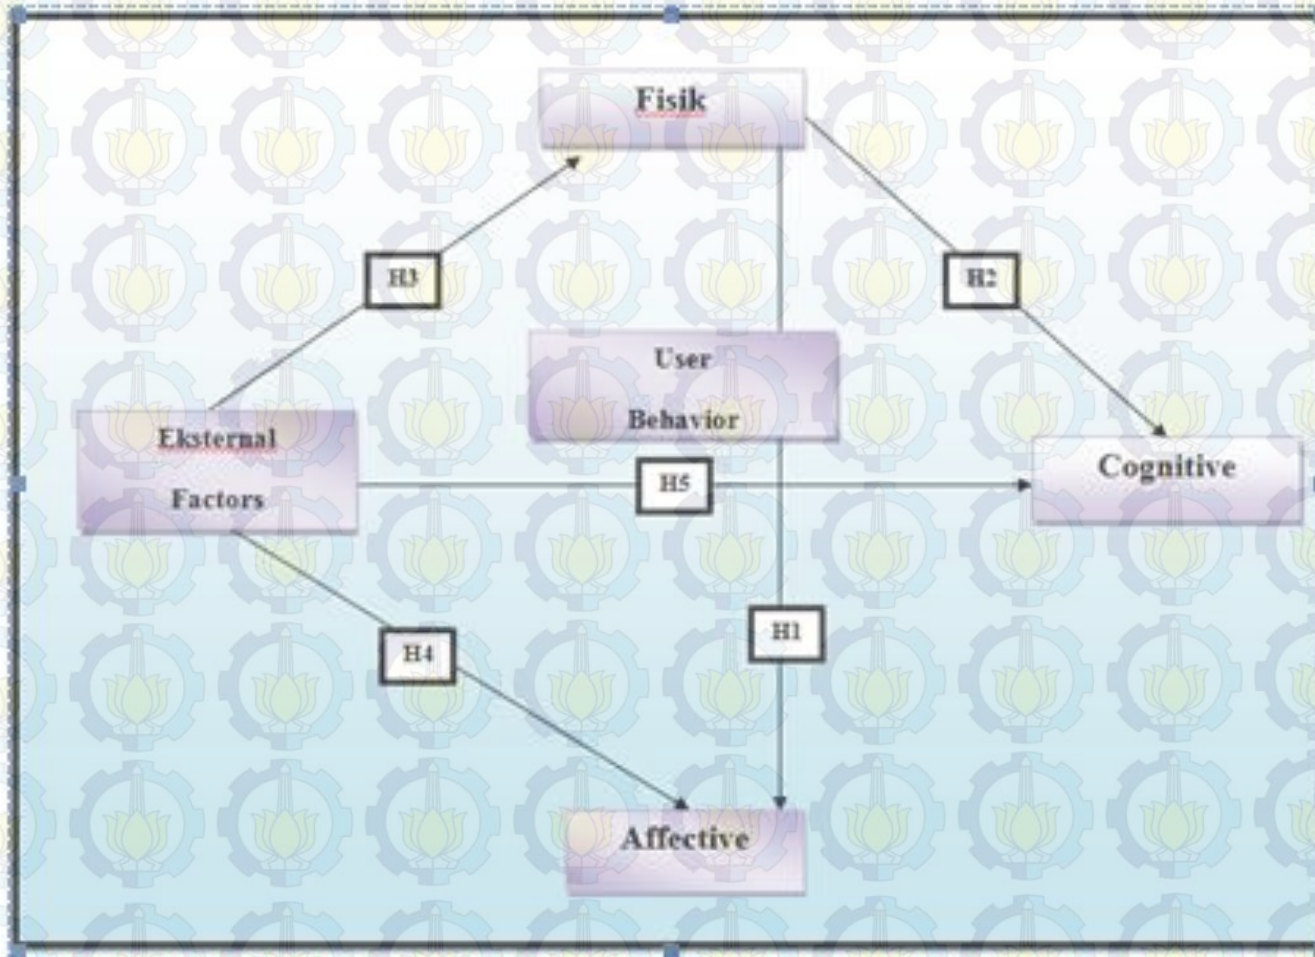 Fisik
H3
H2
User
Behavior
Eksternal
Factors
Cognitive
H5
H1
H4
Affective